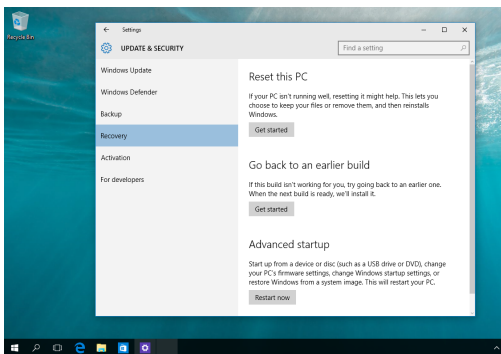 Recycle Bin
Settings
UPDATE & SECURITY
Find a setting
Windows Update
Windows Defender
Backup
Recovery
Activation
For developers
Reset this PC
If your PC isn't running well, resetting it might help. This lets you
choose to keep your files or remove them, and then reinstalls
Windows.
Get started
Go back to an earlier build
If this build isn't working for you, try going back to an earlier one.
When the next build is ready, we'll install it.
Get started
Advanced startup
Start up from a device or disc (such as a USB drive or DVD), change
your PC's firmware settings, change Windows startup settings, or
restore Windows from a system image. This will restart your PC.
Restart now